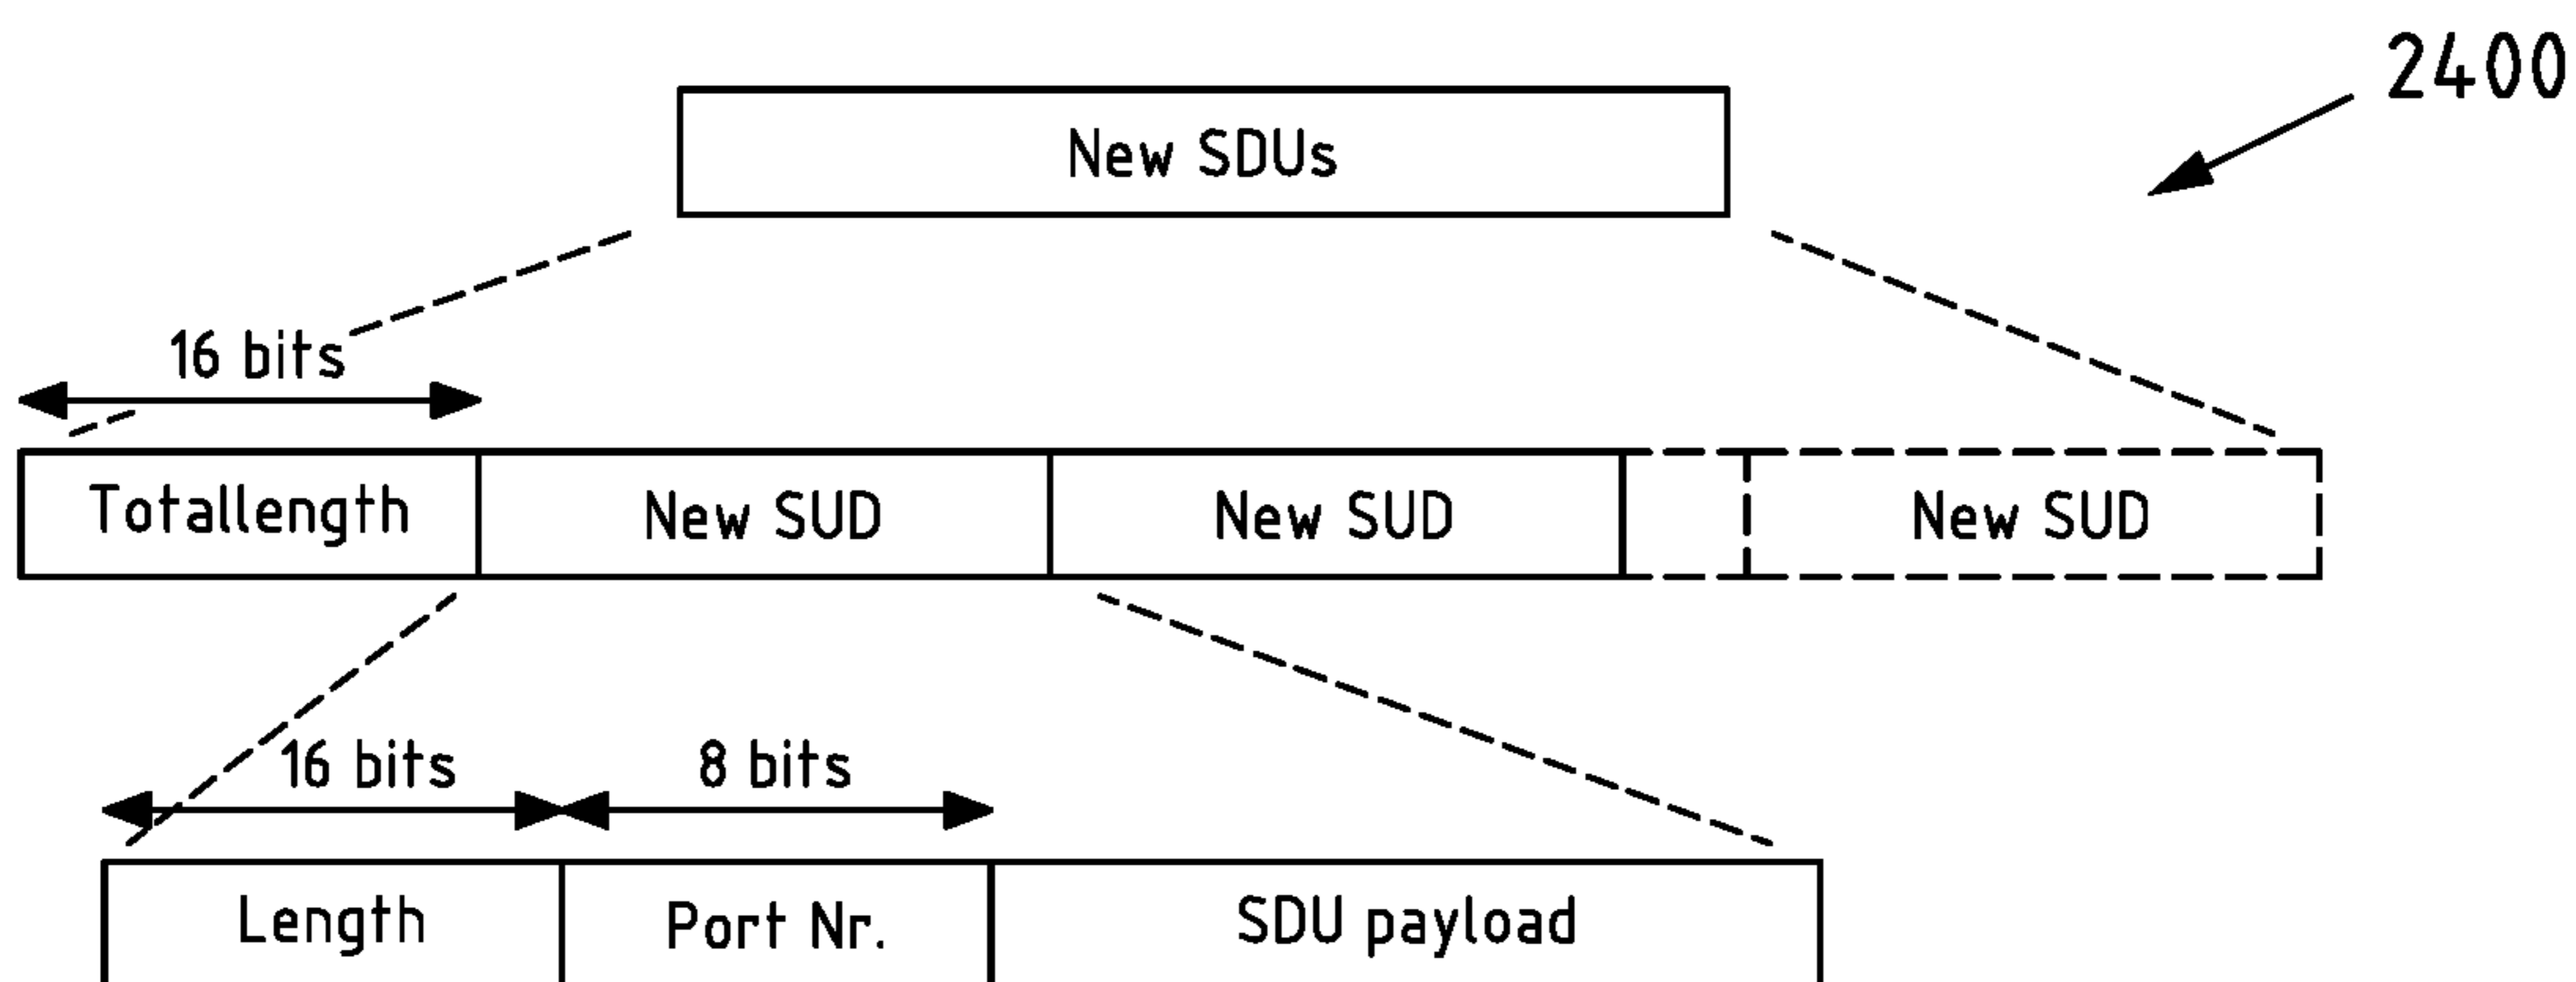 2400
New SDUs
16 bits
Totallength New SUD New SUD New SUD
16 bits 8 bits
Length Port Nr. SDU payload